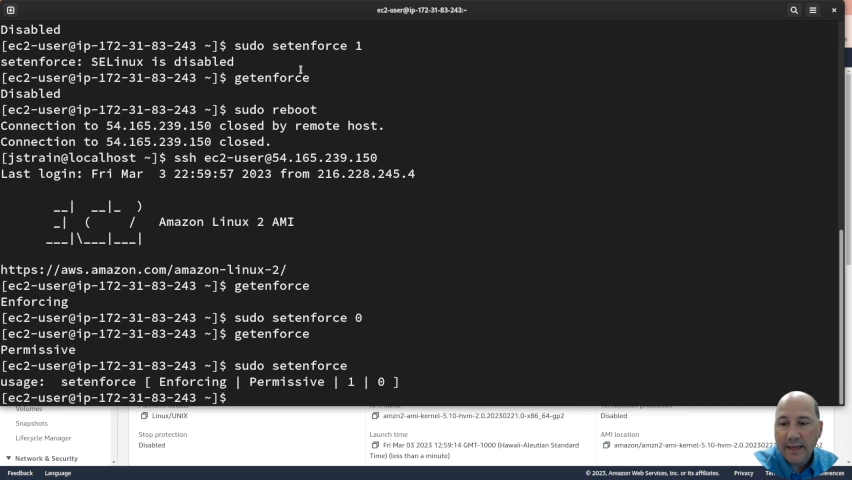 ec2-user@ip-172-31-83-243:~
Disabled
[ec2-user@ip-172-31-83-243 ~]$ sudo setenforce 1
setenforce: SELinux is disabled
[ec2-user@ip-172-31-83-243 ~]$ getenforce
Disabled
[ec2-user@ip-172-31-83-243 ~]$ sudo reboot
Connection to 54.165.239.150 closed by remote host.
Connection to 54.165.239.150 closed.
[jstrain@localhost ~]$ ssh ec2-user@54.165.239.150
Last login: Fri Mar  3 22:59:57 2023 from 216.228.245.4
       __|  __|_  )
       _|  (     /   Amazon Linux 2 AMI
      ___|\___|___|
https://aws.amazon.com/amazon-linux-2/
[ec2-user@ip-172-31-83-243 ~]$ getenforce
Enforcing
[ec2-user@ip-172-31-83-243 ~]$ sudo setenforce 0
[ec2-user@ip-172-31-83-243 ~]$ getenforce
Permissive
[ec2-user@ip-172-31-83-243 ~]$ sudo setenforce
usage:  setenforce [ Enforcing | Permissive | 1 | 0 ]
[ec2-user@ip-172-31-83-243 ~]$
Volumes
Snapshots
Lifecycle Manager
Network & Security
Linux/UNIX
Stop protection
Disabled
amzn2-ami-kernel-5.10-hvm-2.0.20230221.0-x86_64-gp2
Launch time
Fri Mar 03 2023 12:59:14 GMT-1000 (Hawaii-Aleutian Standard
Time) (less than a minute)
Disabled
AMI location
amazon/amzn2-ami-kernel-5.10-hvm-2.0.
Feedback Language
© 2023, Amazon Web Services, Inc. or its affiliates. Privacy